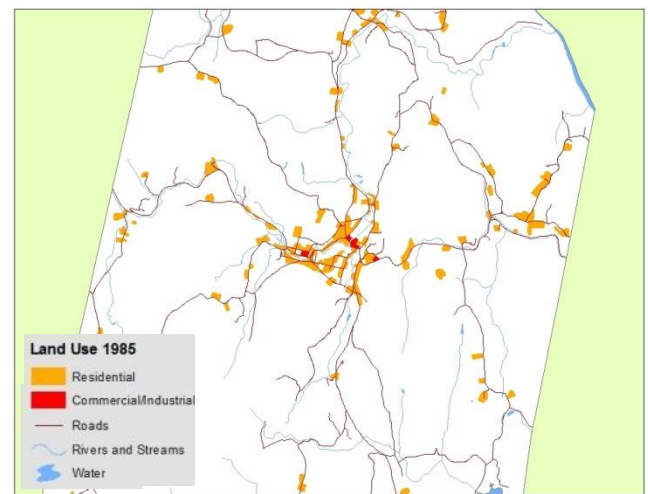 Land Use 1985
Residential
Commercial/Industrial
Roads
Rivers and Streams
Water